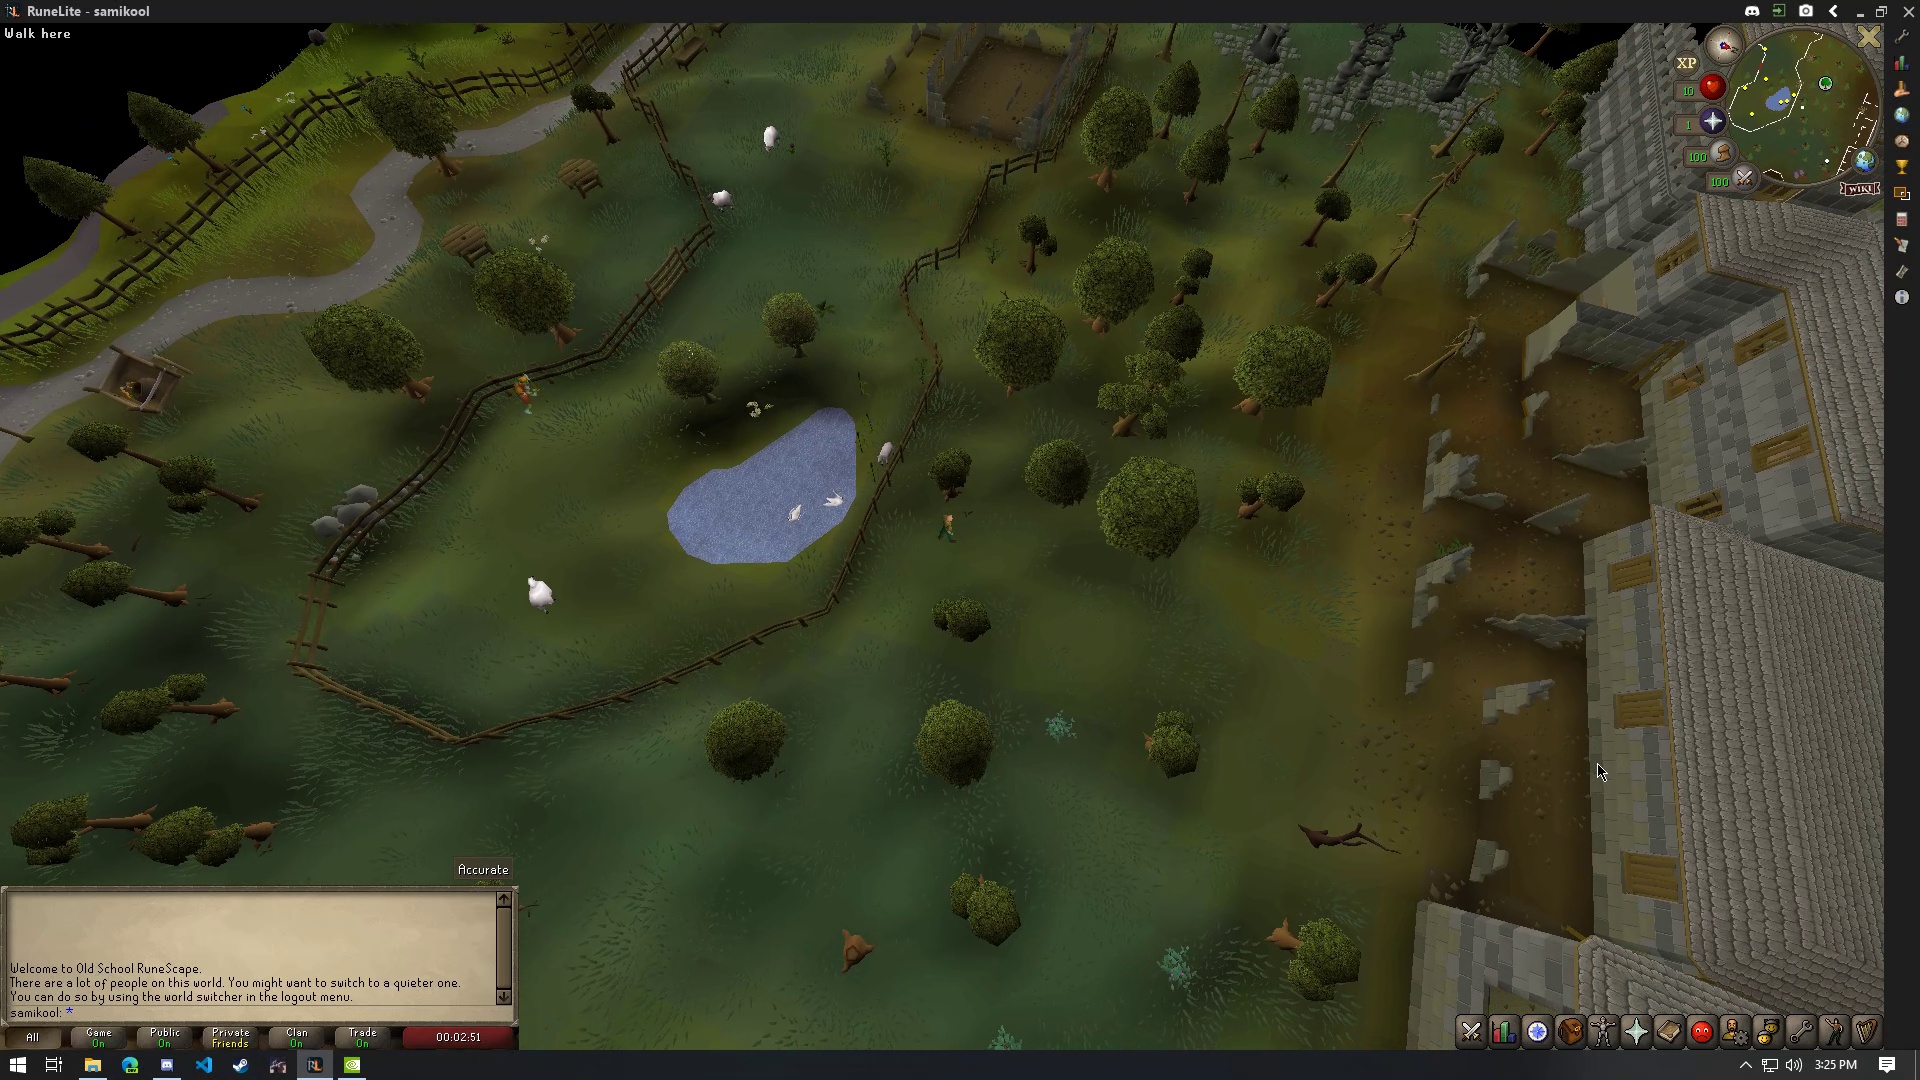 RuneLite - samikool
Walk here
XP
10
1
100
100
WIKI
Accurate
Welcome to Old School RuneScape.
There are a lot of people on this world. You might want to switch to a quieter one.
You can do so by using the world switcher in the logout menu.
samikool: *
All
Game
On
Public
On
Private
Friends
Clan
On
Trade
On
00:02:51
3:25 PM